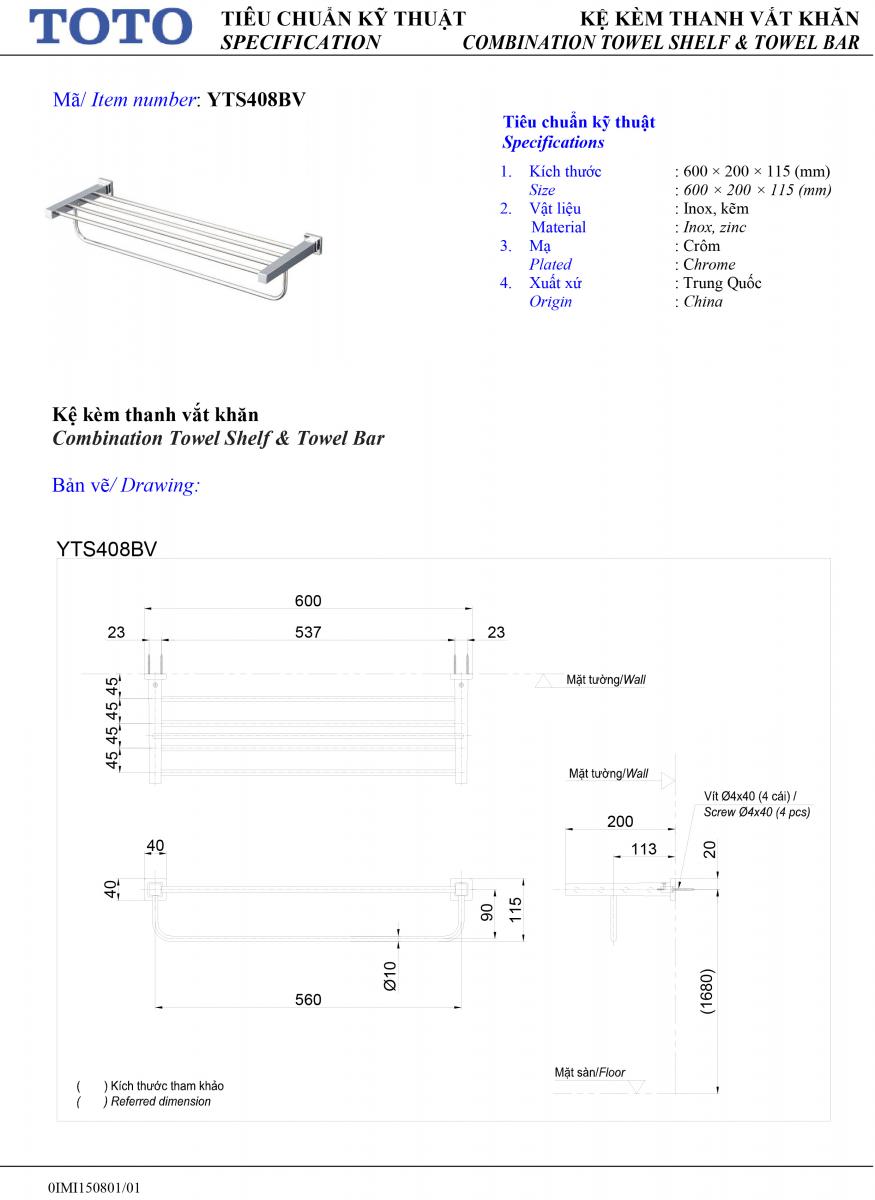 TOTO
TIÊU CHUẨN KỸ THUẬT
KỆ KÈM THANH VẮT KHĂN
SPECIFICATION
COMBINATION TOWEL SHELF & TOWEL BAR
Mã/ Item number: YTS408BV
Tiêu chuẩn kỹ thuật
Specifications
1. Kích thước : 600 × 200 × 115 (mm)
Size : 600 × 200 × 115 (mm)
2. Vật liệu : Inox, kẽm
Material : Inox, zinc
3. Mạ : Crôm
Plated : Chrome
4. Xuất xứ : Trung Quốc
Origin : China
Kệ kèm thanh vắt khăn
Combination Towel Shelf & Towel Bar
Bản vẽ/ Drawing:
YTS408BV
600
23 537 23
Mặt tường/Wall
45 45 45 45
Mặt tường/Wall
Vít Ø4x40 (4 cái) /
Screw Ø4x40 (4 pcs)
200
113
20
40
40
90
115
Ø10
560
(1680)
Mặt sàn/Floor
( ) Kích thước tham khảo
( ) Referred dimension
0IMI150801/01